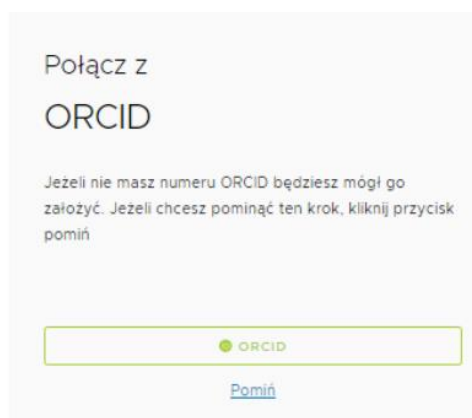 Połącz z
ORCID
Jeżeli nie masz numeru ORCID będziesz mógł go
założyć. Jeżeli chcesz pominąć ten krok, kliknij przycisk
pomiń
ORCID
Pomiń